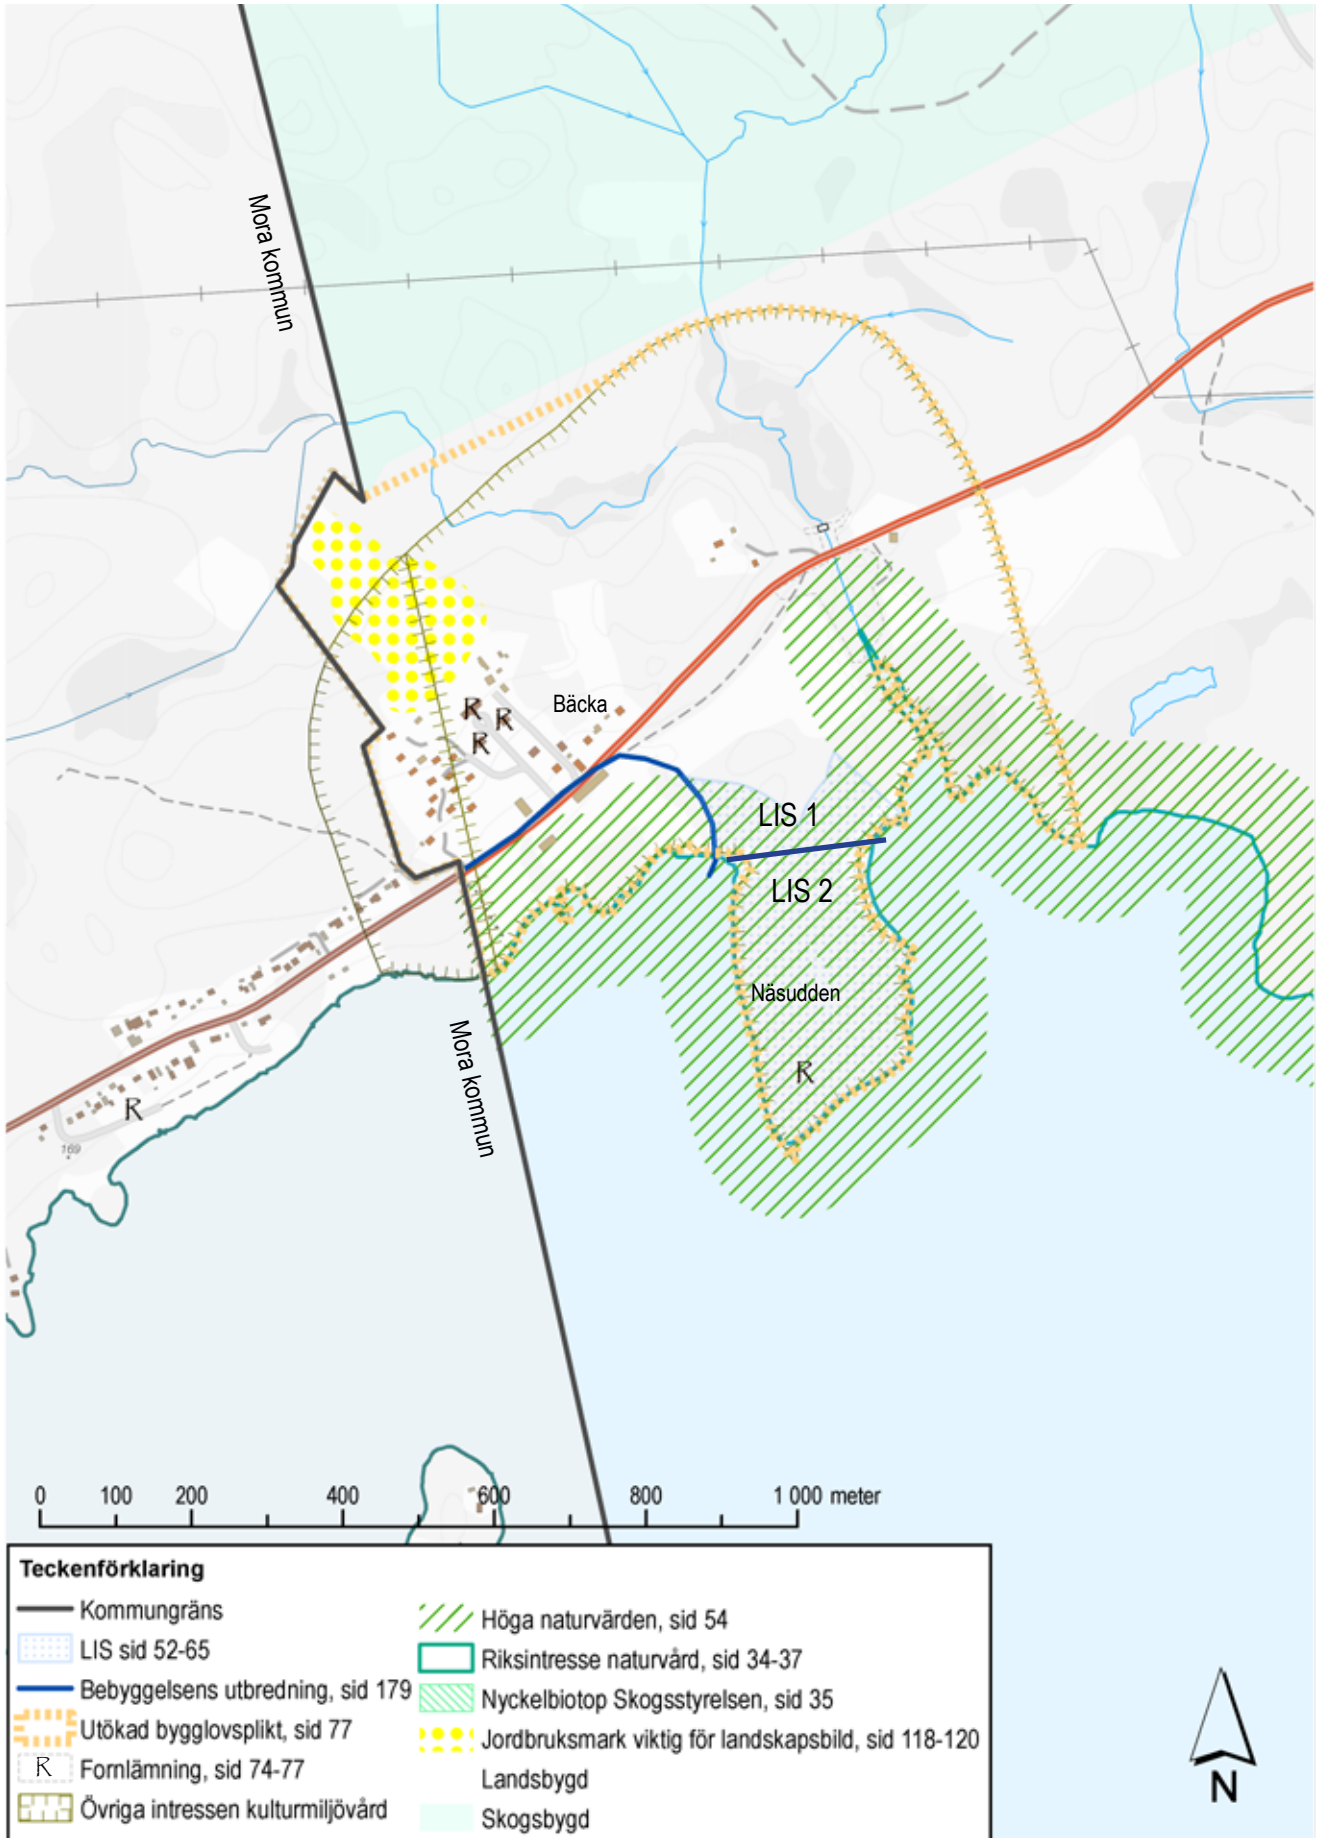 Mora kommun
Bäcka
R
R
R
LIS 1
LIS 2
Näsudden
R
Mora kommun
R
169
0 100 200 400 600 800 1 000 meter
Teckenförklaring
Kommungräns
LIS sid 52-65
Bebyggelsens utbredning, sid 179
Utökad bygglovsplikt, sid 77
R Fornlämning, sid 74-77
Övriga intressen kulturmiljövård
Höga naturvärden, sid 54
Riksintresse naturvård, sid 34-37
Nyckelbiotop Skogsstyrelsen, sid 35
Jordbruksmark viktig för landskapsbild, sid 118-120
Landsbygd
Skogsbygd
N